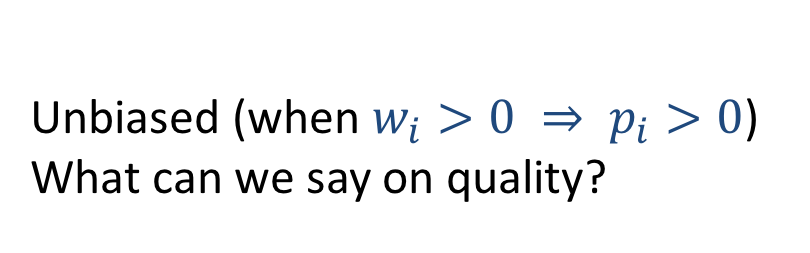 Unbiased (when 𝑤ᵢ > 0 ⇒ 𝑝ᵢ > 0)
What can we say on quality?